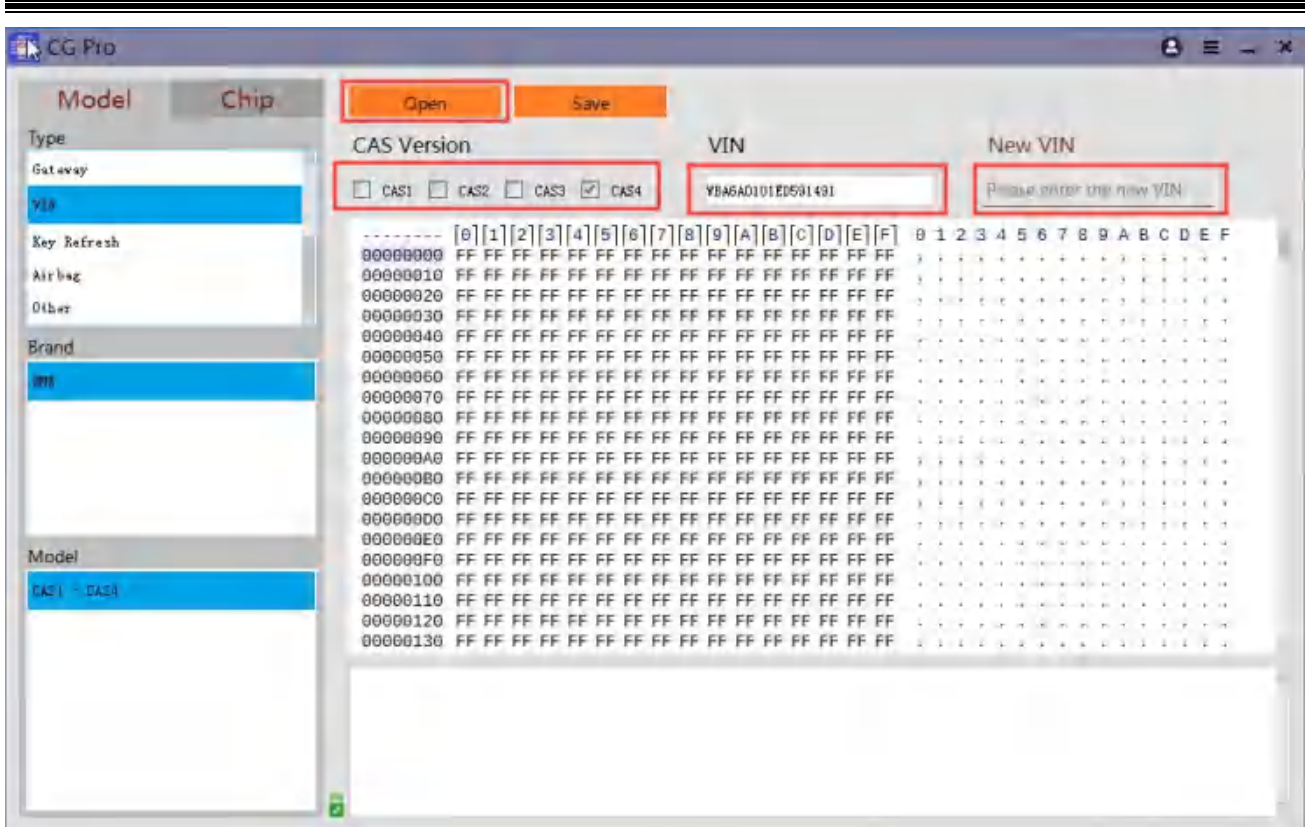 CG Pro
Model Chip
Open Save
Type
Gateway
VIN
Key Refresh
Airbag
Other
Brand
BMW
Model
CAS1 - CAS4
CAS Version
CAS1 CAS2 CAS3 CAS4
VIN
New VIN
Please enter the new VIN
-------- [0][1][2][3][4][5][6][7][8][9][A][B][C][D][E][F] 0 1 2 3 4 5 6 7 8 9 A B C D E F
00000000 FF FF FF FF FF FF FF FF FF FF FF FF FF FF FF FF . . . . . . . . . . . . . . . .
00000010 FF FF FF FF FF FF FF FF FF FF FF FF FF FF FF FF . . . . . . . . . . . . . . . .
00000020 FF FF FF FF FF FF FF FF FF FF FF FF FF FF FF FF . . . . . . . . . . . . . . . .
00000030 FF FF FF FF FF FF FF FF FF FF FF FF FF FF FF FF . . . . . . . . . . . . . . . .
00000040 FF FF FF FF FF FF FF FF FF FF FF FF FF FF FF FF . . . . . . . . . . . . . . . .
00000050 FF FF FF FF FF FF FF FF FF FF FF FF FF FF FF FF . . . . . . . . . . . . . . . .
00000060 FF FF FF FF FF FF FF FF FF FF FF FF FF FF FF FF . . . . . . . . . . . . . . . .
00000070 FF FF FF FF FF FF FF FF FF FF FF FF FF FF FF FF . . . . . . . . . . . . . . . .
00000080 FF FF FF FF FF FF FF FF FF FF FF FF FF FF FF FF . . . . . . . . . . . . . . . .
00000090 FF FF FF FF FF FF FF FF FF FF FF FF FF FF FF FF . . . . . . . . . . . . . . . .
000000A0 FF FF FF FF FF FF FF FF FF FF FF FF FF FF FF FF . . . . . . . . . . . . . . . .
000000B0 FF FF FF FF FF FF FF FF FF FF FF FF FF FF FF FF . . . . . . . . . . . . . . . .
000000C0 FF FF FF FF FF FF FF FF FF FF FF FF FF FF FF FF . . . . . . . . . . . . . . . .
000000D0 FF FF FF FF FF FF FF FF FF FF FF FF FF FF FF FF . . . . . . . . . . . . . . . .
000000E0 FF FF FF FF FF FF FF FF FF FF FF FF FF FF FF FF . . . . . . . . . . . . . . . .
000000F0 FF FF FF FF FF FF FF FF FF FF FF FF FF FF FF FF . . . . . . . . . . . . . . . .
00000100 FF FF FF FF FF FF FF FF FF FF FF FF FF FF FF FF . . . . . . . . . . . . . . . .
00000110 FF FF FF FF FF FF FF FF FF FF FF FF FF FF FF FF . . . . . . . . . . . . . . . .
00000120 FF FF FF FF FF FF FF FF FF FF FF FF FF FF FF FF . . . . . . . . . . . . . . . .
00000130 FF FF FF FF FF FF FF FF FF FF FF FF FF FF FF FF . . . . . . . . . . . . . . . .